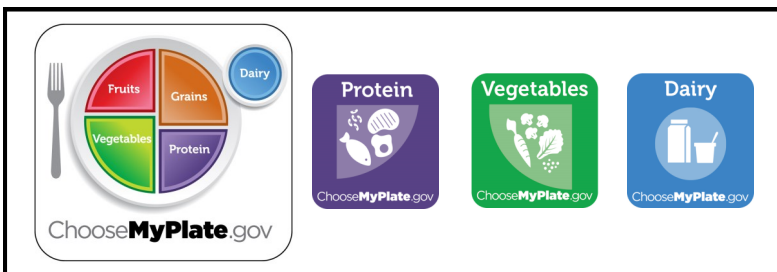 Fruits
Grains
Dairy
Vegetables
Protein
ChooseMyPlate.gov
Protein
ChooseMyPlate.gov
Vegetables
ChooseMyPlate.gov
Dairy
ChooseMyPlate.gov